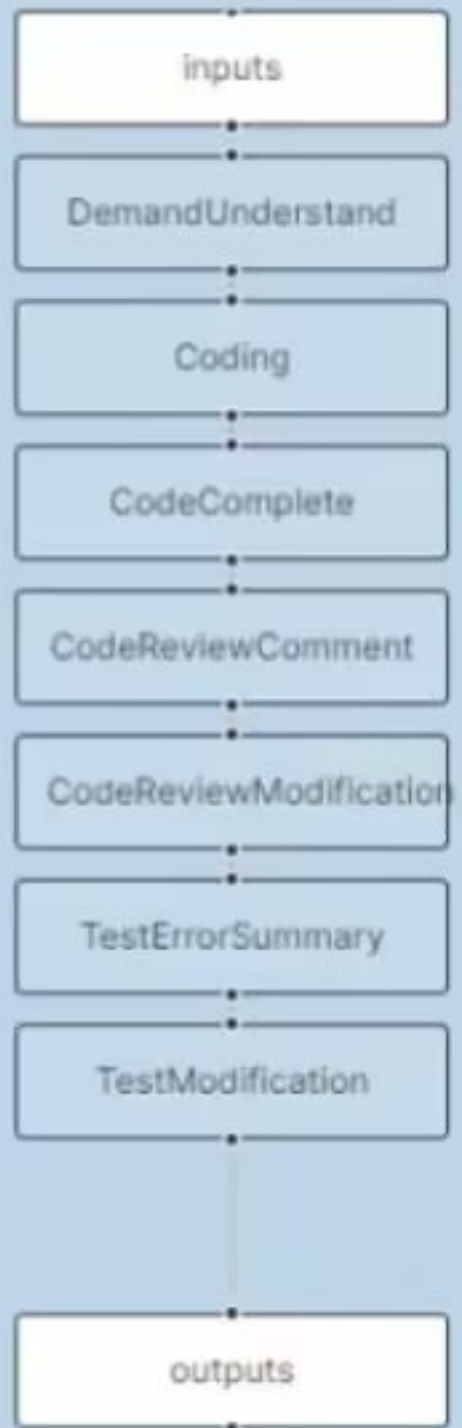 inputs
DemandUnderstand
Coding
CodeComplete
CodeReviewComment
CodeReviewModification
TestErrorSummary
TestModification
outputs